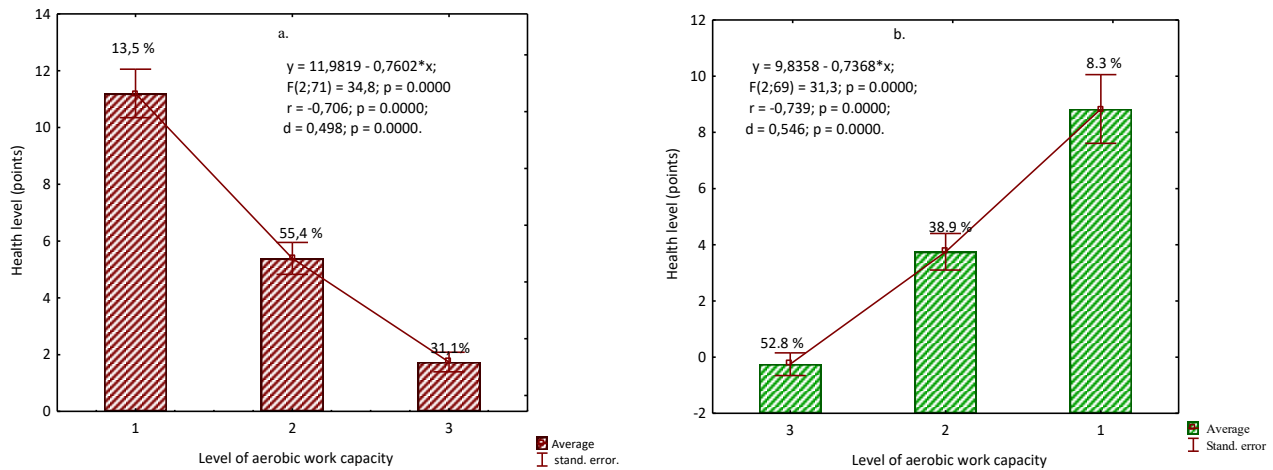 a.
y = 11,9819 - 0,7602*x;
F(2;71) = 34,8; p = 0.0000
r = -0,706; p = 0.0000;
d = 0,498; p = 0.0000.
Health level (points)
14
12
10
8
6
4
2
0
13,5 %
55,4 %
31,1%
1 2 3
Level of aerobic work capacity
Average
stand. error.
b.
y = 9,8358 - 0,7368*x;
F(2;69) = 31,3; p = 0.0000;
r = -0,739; p = 0.0000;
d = 0,546; p = 0.0000.
Health level (points)
12
10
8
6
4
2
0
-2
52.8 %
38.9 %
8.3 %
3 2 1
Level of aerobic work capacity
Average
Stand. error